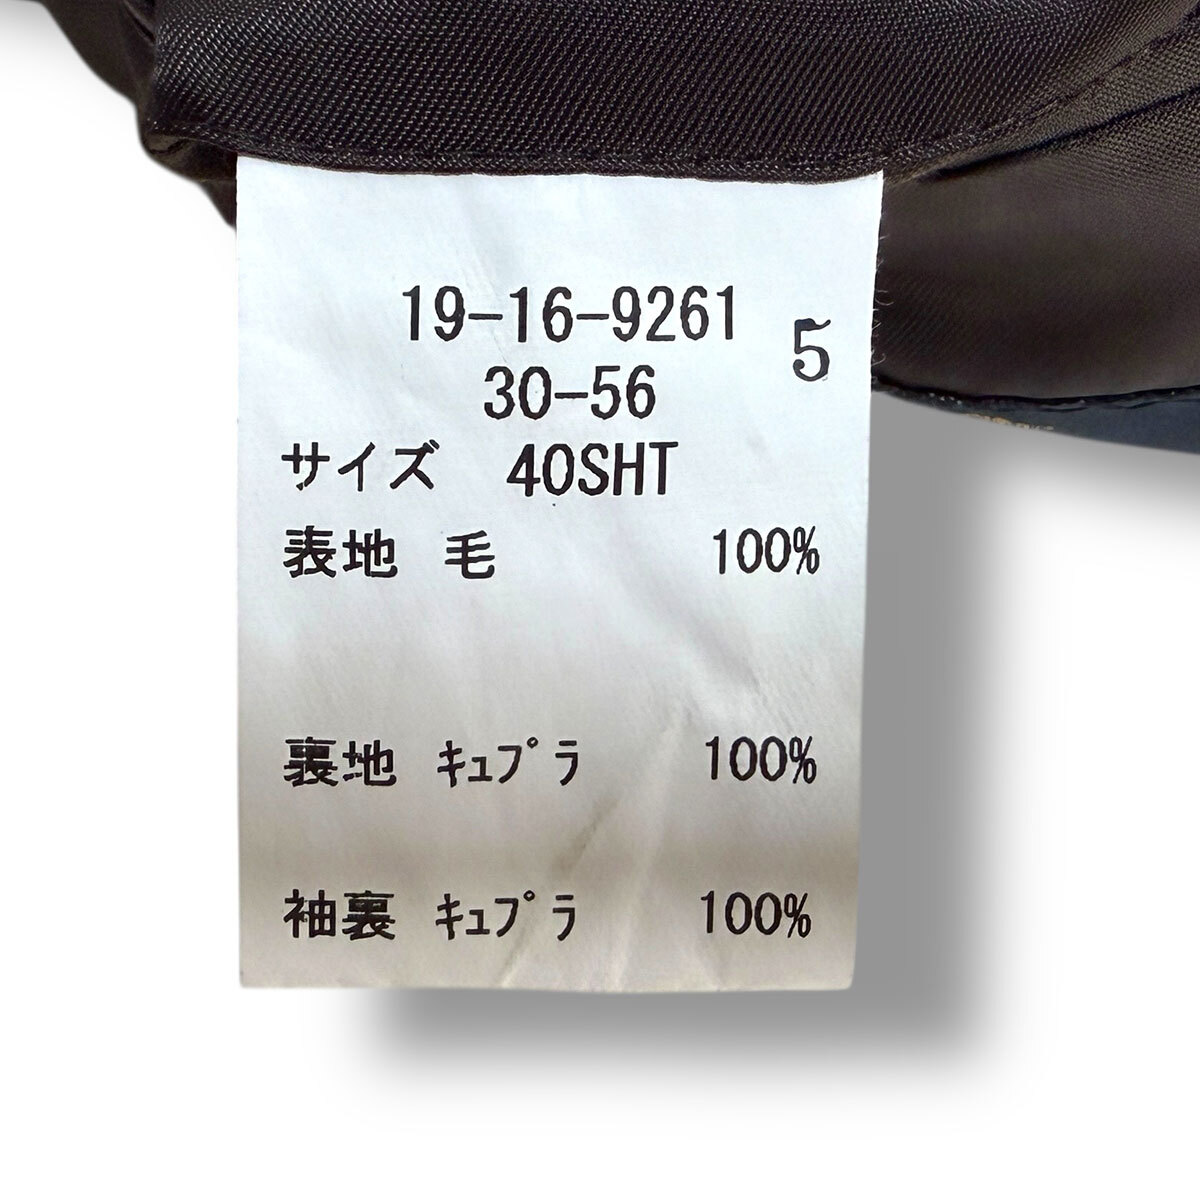 19-16-9261 5
30-56
サイズ 40SHT
表地 毛 100%
裏地 ｷｭﾌﾟﾗ 100%
袖裏 ｷｭﾌﾟﾗ 100%